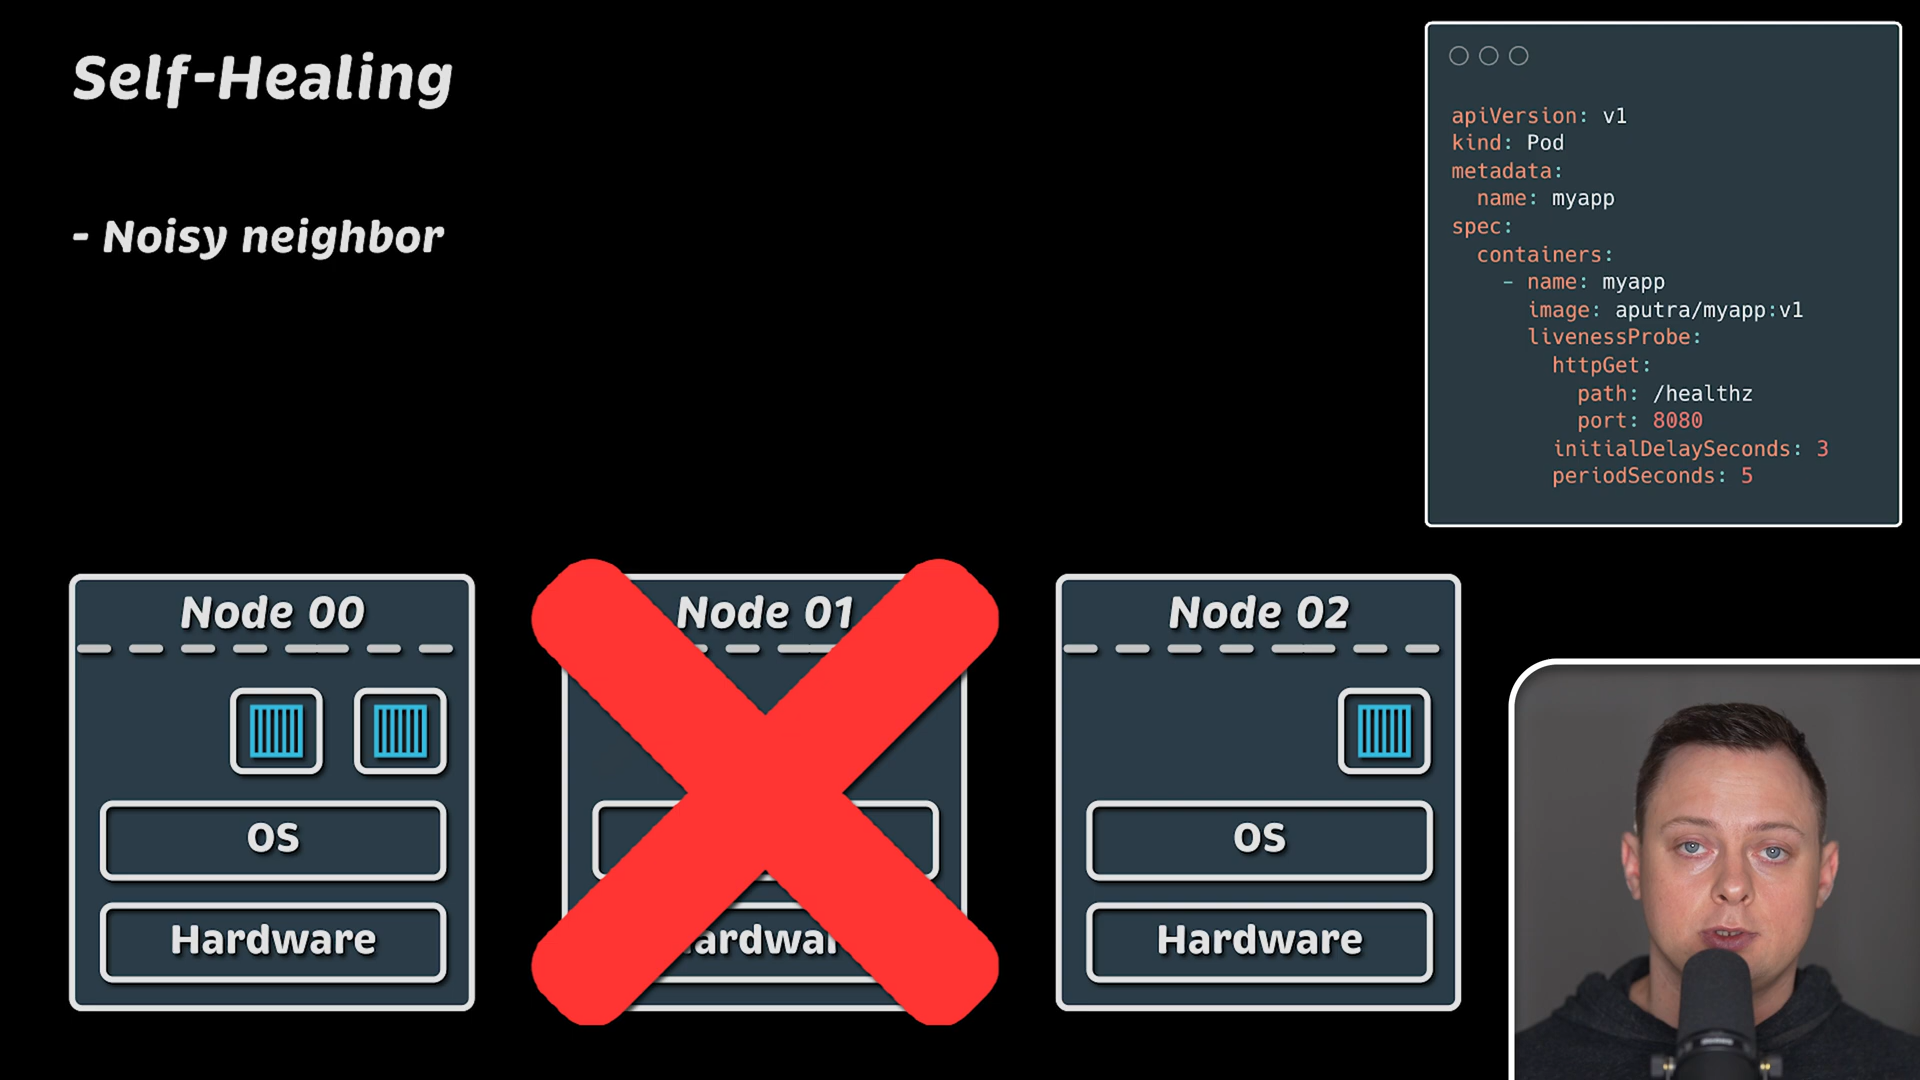 Self-Healing
- Noisy neighbor
apiVersion: v1
kind: Pod
metadata:
  name: myapp
spec:
  containers:
    - name: myapp
      image: aputra/myapp:v1
      livenessProbe:
        httpGet:
          path: /healthz
          port: 8080
        initialDelaySeconds: 3
        periodSeconds: 5
Node 00
Node 01
Node 02
OS
OS
Hardware
ardwar
Hardware